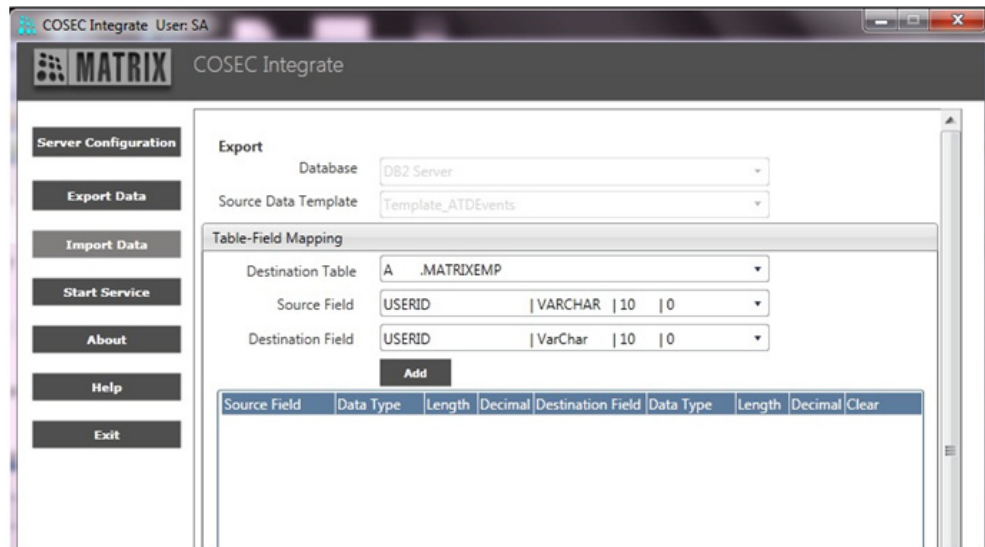 COSEC Integrate User: SA
MATRIX COSEC Integrate
Server Configuration
Export Data
Import Data
Start Service
About
Help
Exit
Export
Database DB2 Server
Source Data Template Template_ATDEvents
Table-Field Mapping
Destination Table A .MATRIXEMP
Source Field USERID | VARCHAR | 10 | 0
Destination Field USERID | VarChar | 10 | 0
Add
Source Field Data Type Length Decimal Destination Field Data Type Length Decimal Clear